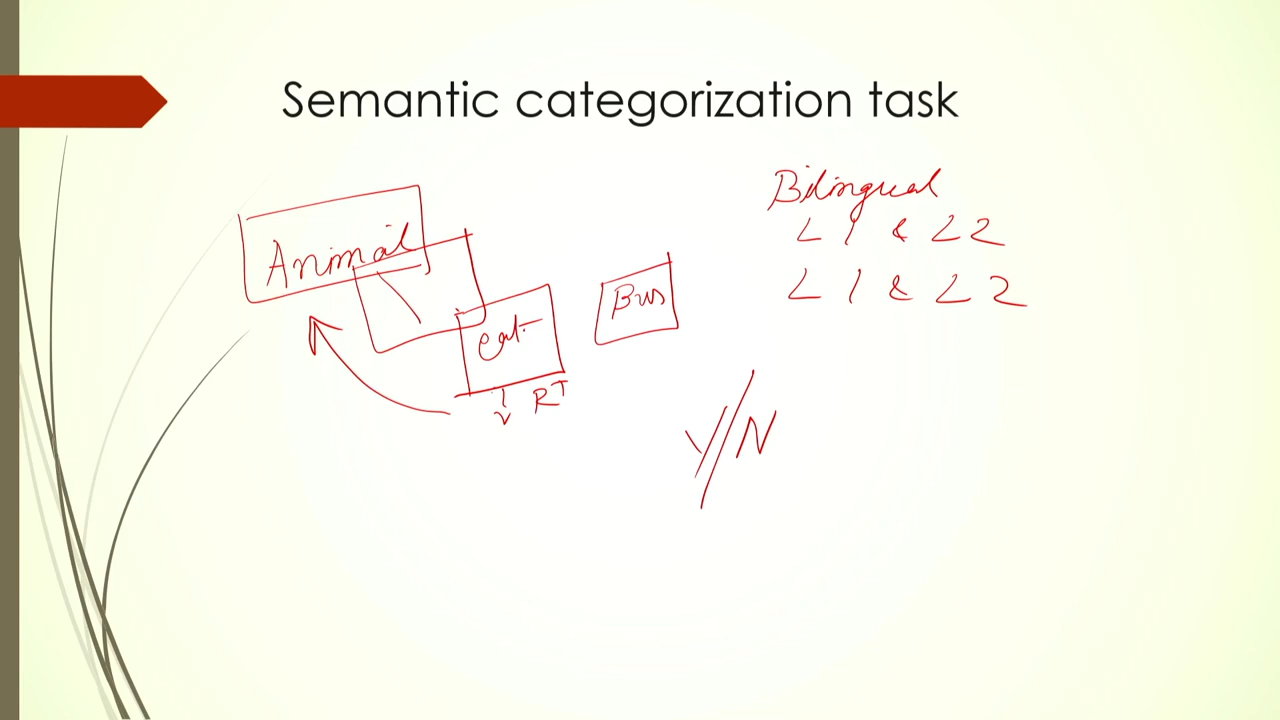 Semantic categorization task
Bilingual
L1 & L2
L1 & L2
Animal
Cat
Bus
RT
Y/N